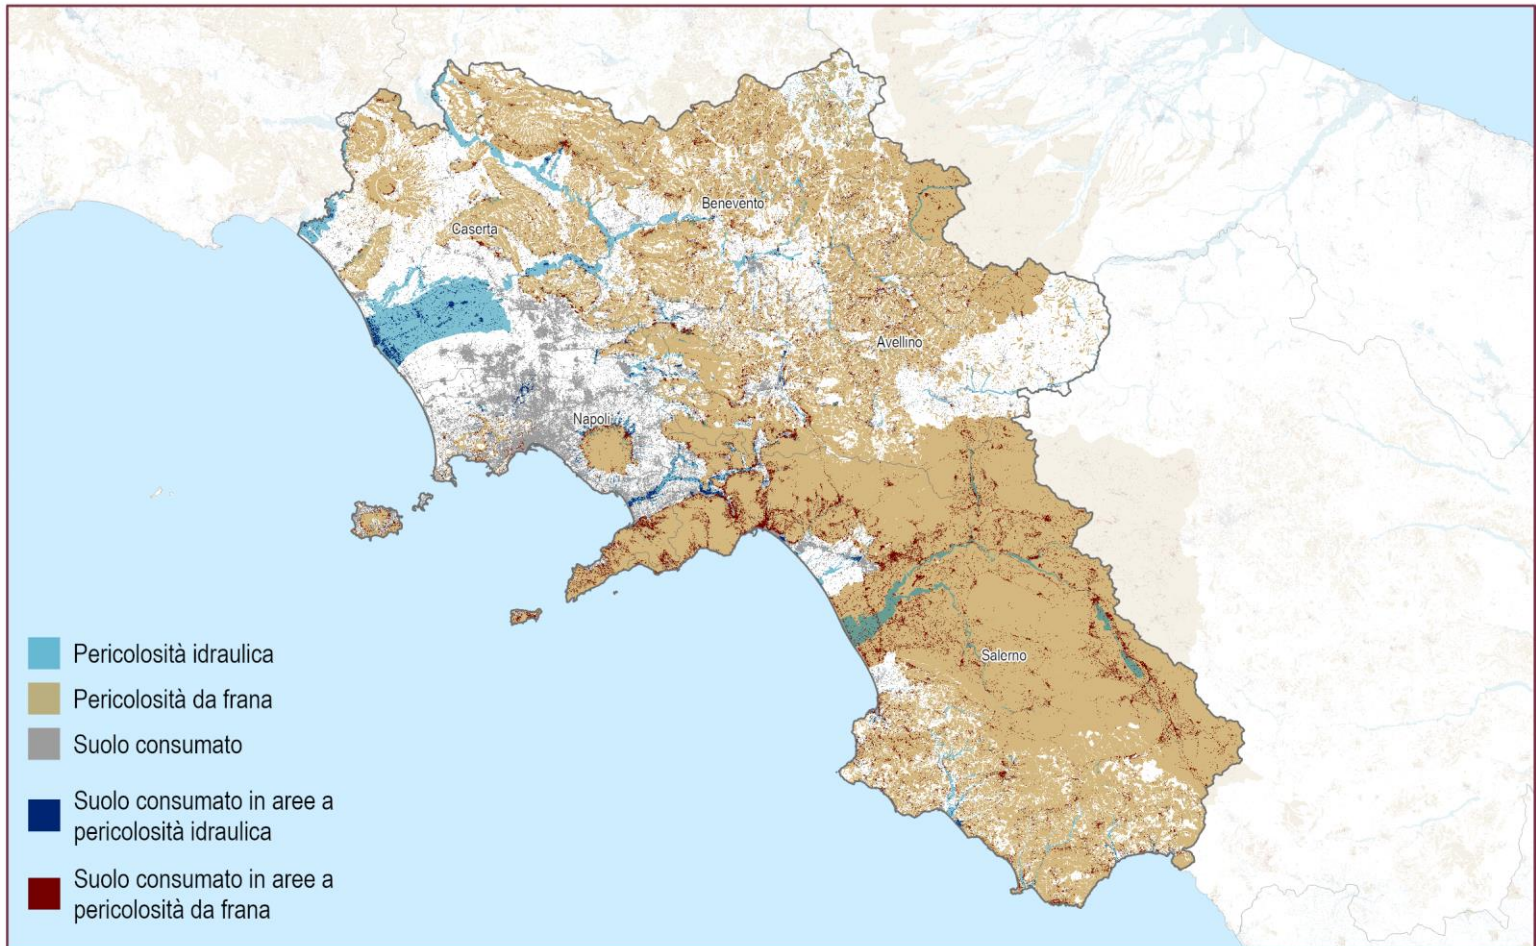 Benevento
Caserta
Avellino
Napoli
Salerno
Pericolosità idraulica
Pericolosità da frana
Suolo consumato
Suolo consumato in aree a
pericolosità idraulica
Suolo consumato in aree a
pericolosità da frana